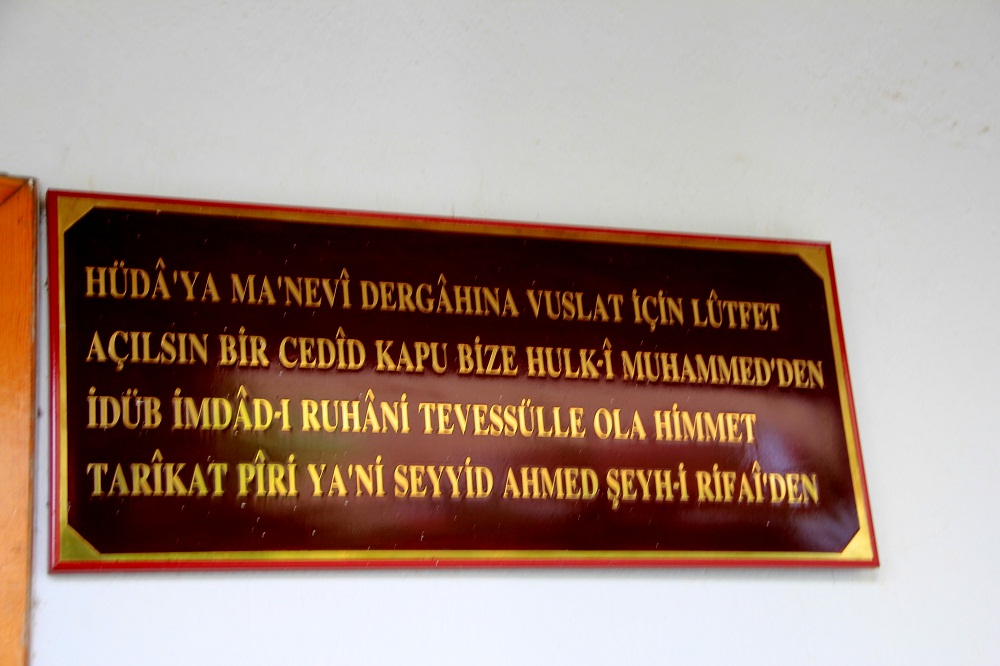 HÜDÂ'YA MA'NEVÎ DERGÂHINA VUSLAT İÇİN LÛTFET
AÇILSIN BİR CEDÎD KAPU BİZE HULK-Î MUHAMMED'DEN
İDÜB İMDÂD-I RUHÂNİ TEVESSÜLLE OLA HİMMET
TARÎKAT PÎRİ YA'Nİ SEYYİD AHMED ŞEYH-İ RİFAÎ'DEN